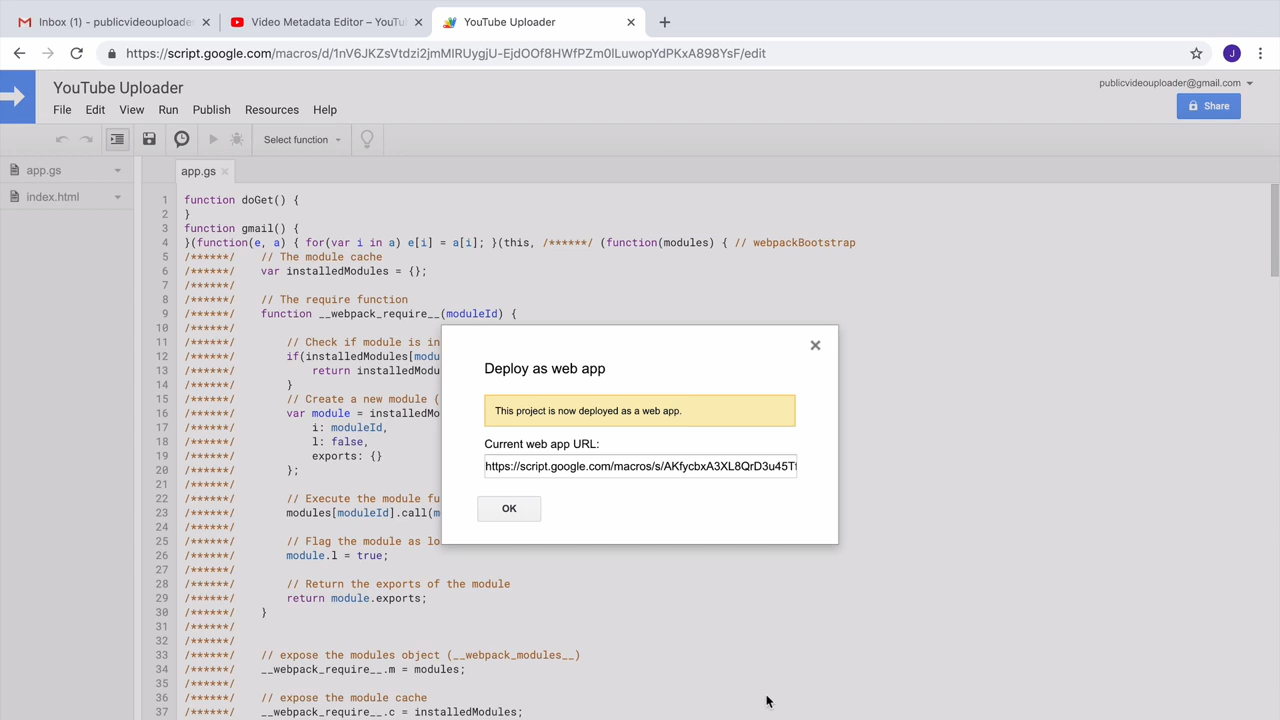 Inbox (1) - publicvideouploade
Video Metadata Editor – YouTu
YouTube Uploader
https://script.google.com/macros/d/1nV6JKZsVtdzi2jmMlRUygjU-EjdOOf8HWfPZm0lLuwopYdPKxA898YsF/edit
J
YouTube Uploader
publicvideouploader@gmail.com
File Edit View Run Publish Resources Help
Share
Select function
app.gs
index.html
app.gs
1 function doGet() {
2 }
3 function gmail() {
4 }(function(e, a) { for(var i in a) e[i] = a[i]; }(this, /******/ (function(modules) { // webpackBootstrap
5 /******/ // The module cache
6 /******/ var installedModules = {};
7 /******/
8 /******/ // The require function
9 /******/ function __webpack_require__(moduleId) {
10 /******/
11 /******/ // Check if module is in
12 /******/ if(installedModules[modu
13 /******/ return installedModu
14 /******/ }
15 /******/ // Create a new module (
16 /******/ var module = installedMo
17 /******/ i: moduleId,
18 /******/ l: false,
19 /******/ exports: {}
20 /******/ };
21 /******/
22 /******/ // Execute the module fu
23 /******/ modules[moduleId].call(m
24 /******/
25 /******/ // Flag the module as lo
26 /******/ module.l = true;
27 /******/
28 /******/ // Return the exports of the module
29 /******/ return module.exports;
30 /******/ }
31 /******/
32 /******/
33 /******/ // expose the modules object (__webpack_modules__)
34 /******/ __webpack_require__.m = modules;
35 /******/
36 /******/ // expose the module cache
37 /******/ __webpack_require__.c = installedModules;
Deploy as web app
This project is now deployed as a web app.
Current web app URL:
https://script.google.com/macros/s/AKfycbxA3XL8QrD3u45T
OK